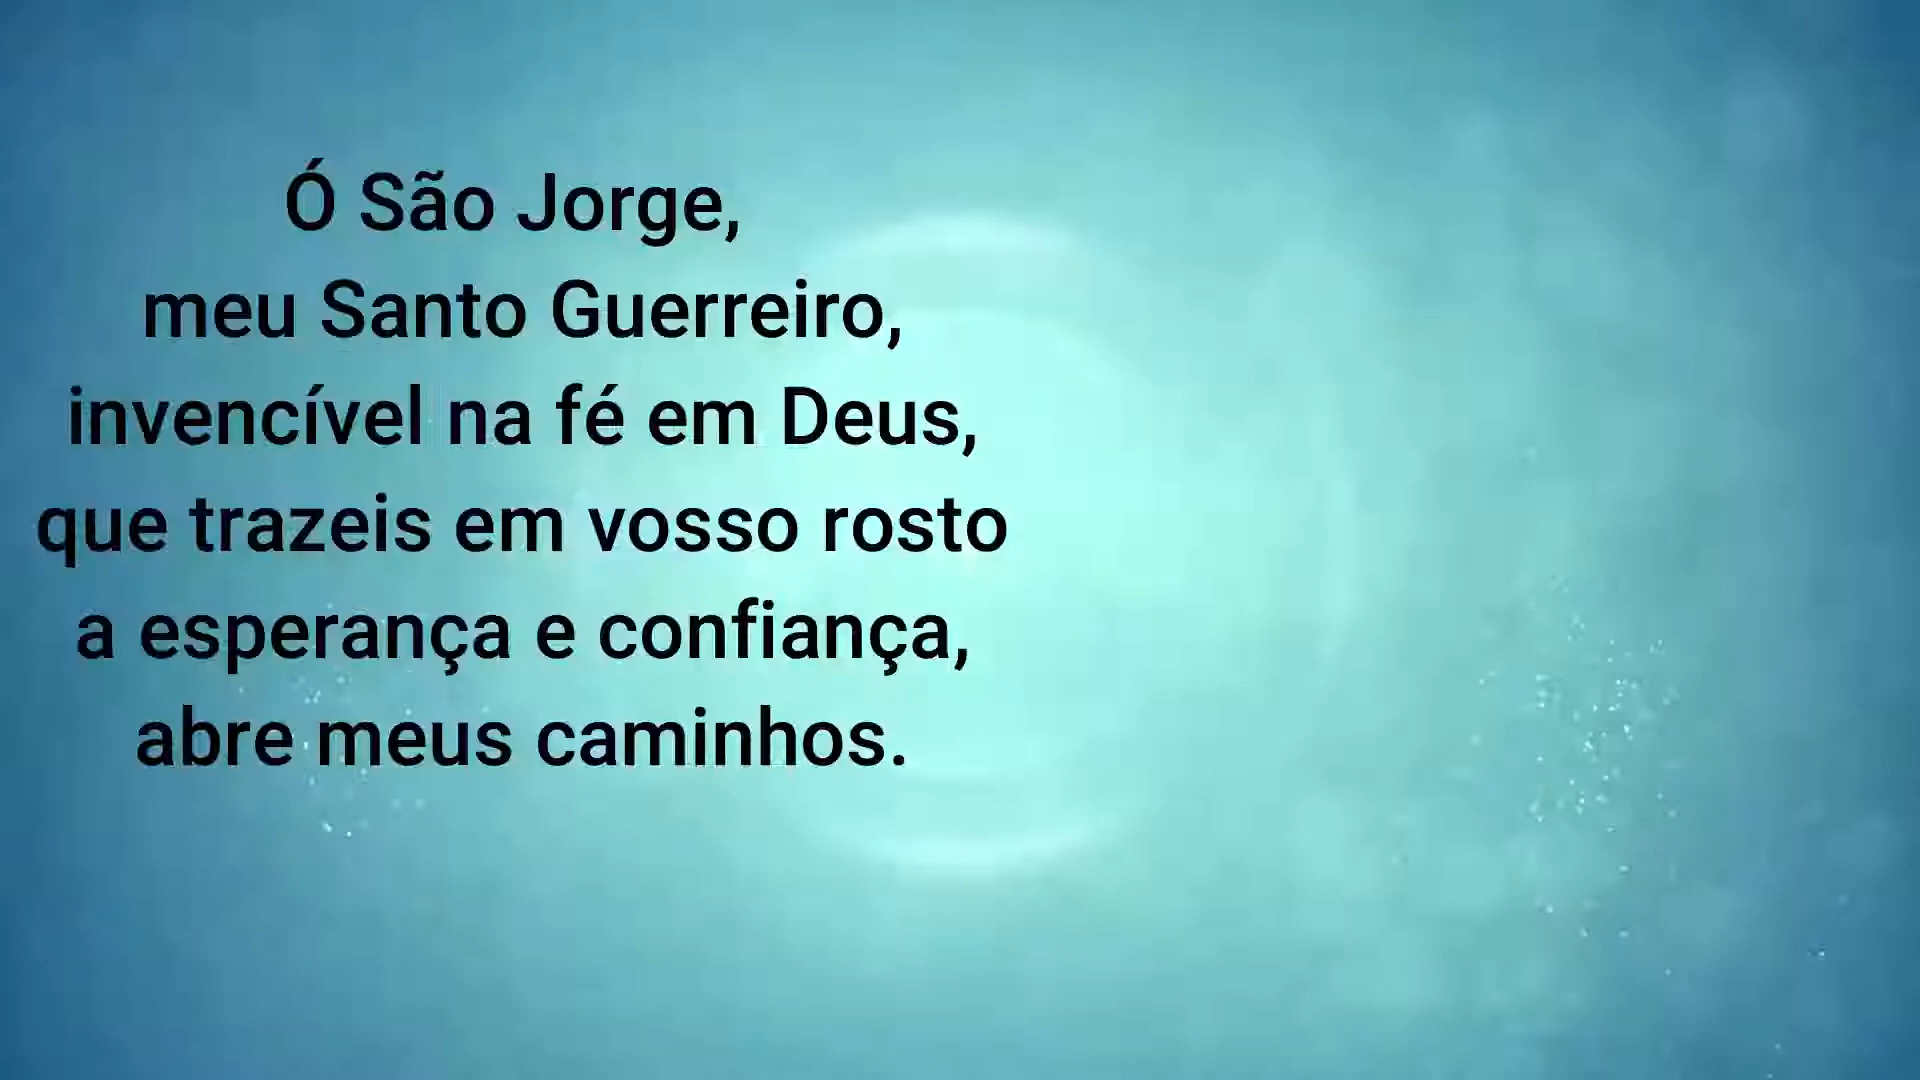 Ó São Jorge,
meu Santo Guerreiro,
invencível na fé em Deus,
que trazeis em vosso rosto
a esperança e confiança,
abre meus caminhos.